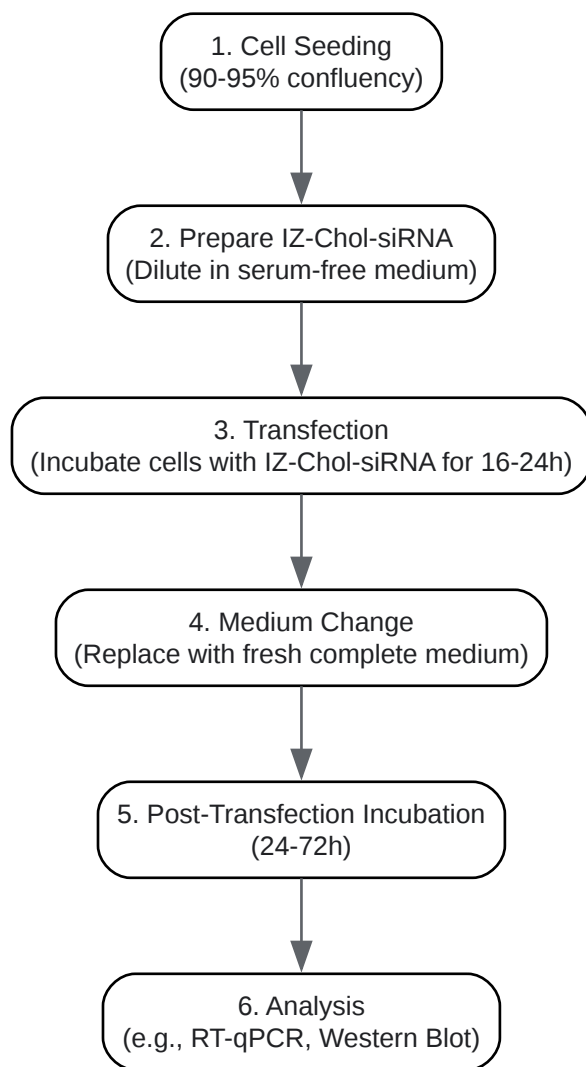 1. Cell Seeding
(90-95% confluency)
2. Prepare IZ-Chol-siRNA
(Dilute in serum-free medium)
3. Transfection
(Incubate cells with IZ-Chol-siRNA for 16-24h)
4. Medium Change
(Replace with fresh complete medium)
5. Post-Transfection Incubation
(24-72h)
6. Analysis
(e.g., RT-qPCR, Western Blot)